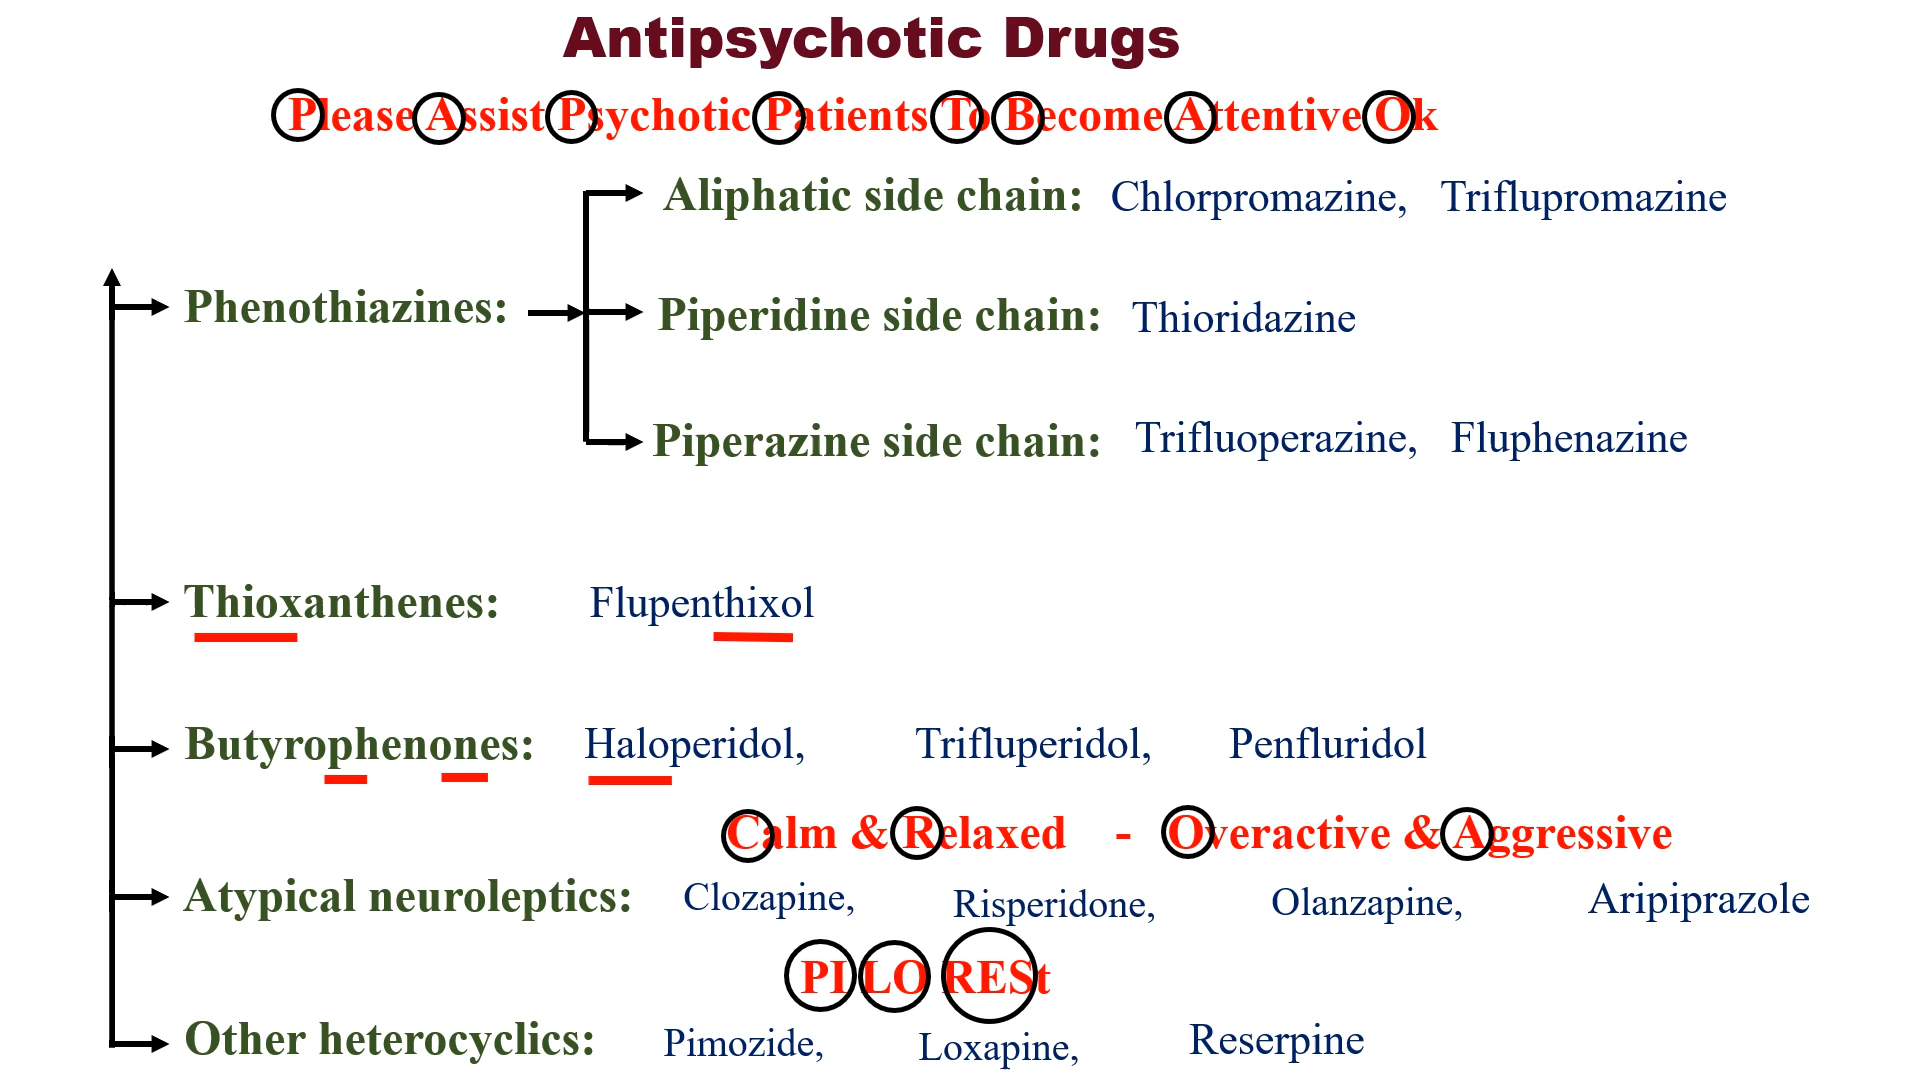 Antipsychotic Drugs
Please Assist Psychotic Patients To Become Attentive Ok
Aliphatic side chain: Chlorpromazine, Triflupromazine
Phenothiazines:
Piperidine side chain: Thioridazine
Piperazine side chain: Trifluoperazine, Fluphenazine
Thioxanthenes: Flupenthixol
Butyrophenones: Haloperidol, Trifluperidol, Penfluridol
Calm & Relaxed - Overactive & Aggressive
Atypical neuroleptics: Clozapine, Risperidone, Olanzapine, Aripiprazole
PI LO RESt
Other heterocyclics: Pimozide, Loxapine, Reserpine